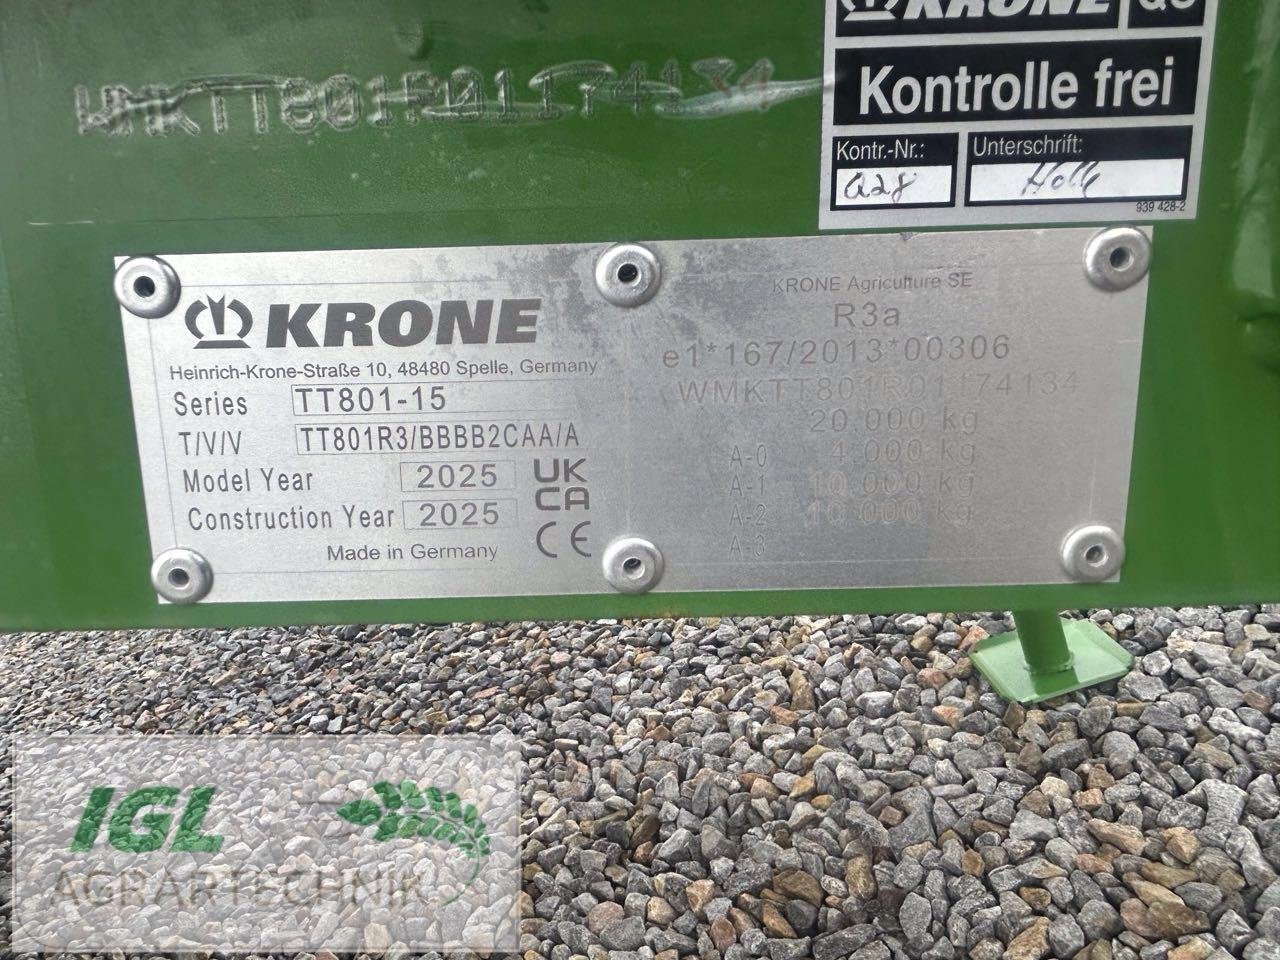 KRONE QS
Kontrolle frei
Kontr.-Nr.:
Unterschrift:
Q28
Holle
939 428-2
WMKTT801R01174134
KRONE
Heinrich-Krone-Straße 10, 48480 Spelle, Germany
Series TT801-15
T/V/V TT801R3/BBBB2CAA/A
Model Year 2025
Construction Year 2025
UK
CA
CE
Made in Germany
KRONE Agriculture SE
R3a
e1*167/2013*00306
WMKTT801R01174134
20.000 kg
A-0 4.000 kg
A-1 10.000 kg
A-2 10.000 kg
A-3
IGL
AGRARTECHNIK